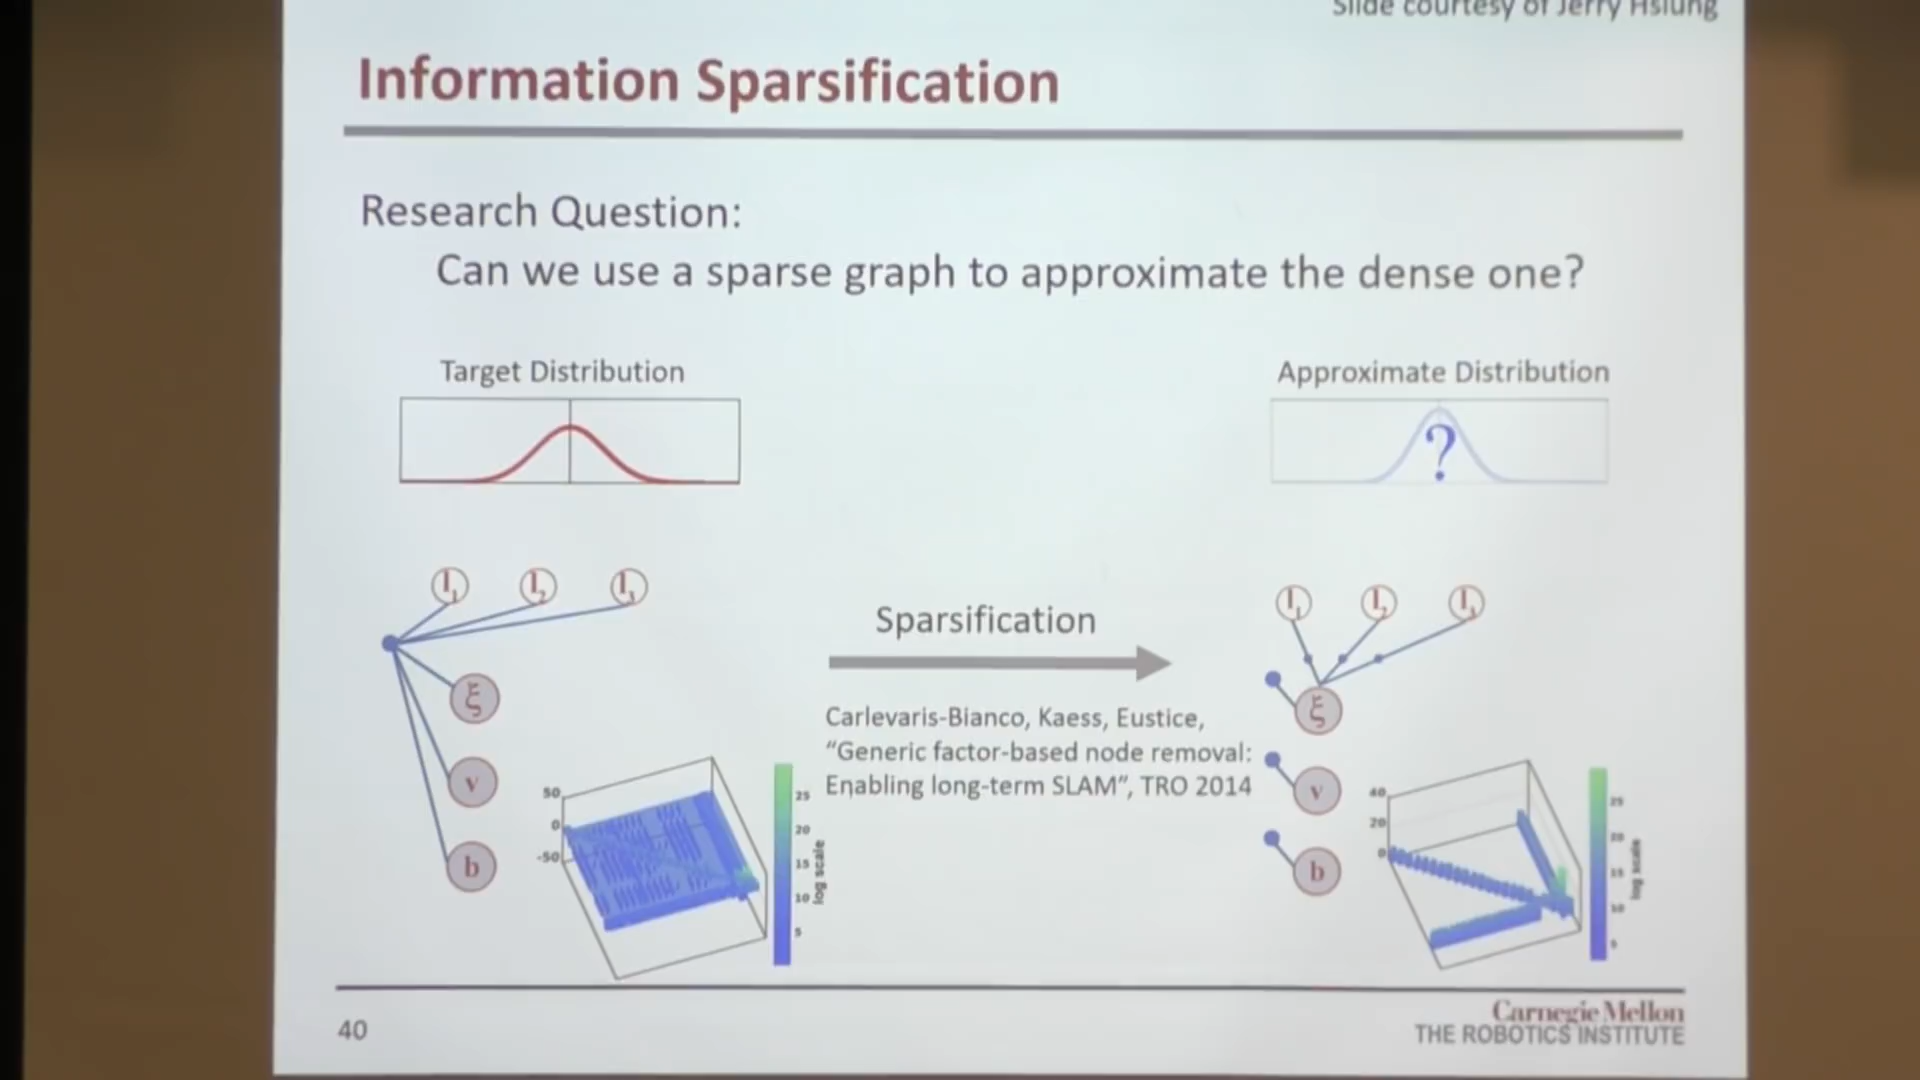 Slide courtesy of Jerry Hsiung
Information Sparsification
Research Question:
Can we use a sparse graph to approximate the dense one?
Target Distribution
Approximate Distribution
?
l1 l2 l3
l1 l2 l3
Sparsification
ξ
ξ
Carlevaris-Bianco, Kaess, Eustice,
"Generic factor-based node removal:
Enabling long-term SLAM", TRO 2014
v
v
b
b
50
0
-50
25
20
15
10
5
log scale
40
20
0
25
20
15
10
5
log scale
40
Carnegie Mellon
THE ROBOTICS INSTITUTE